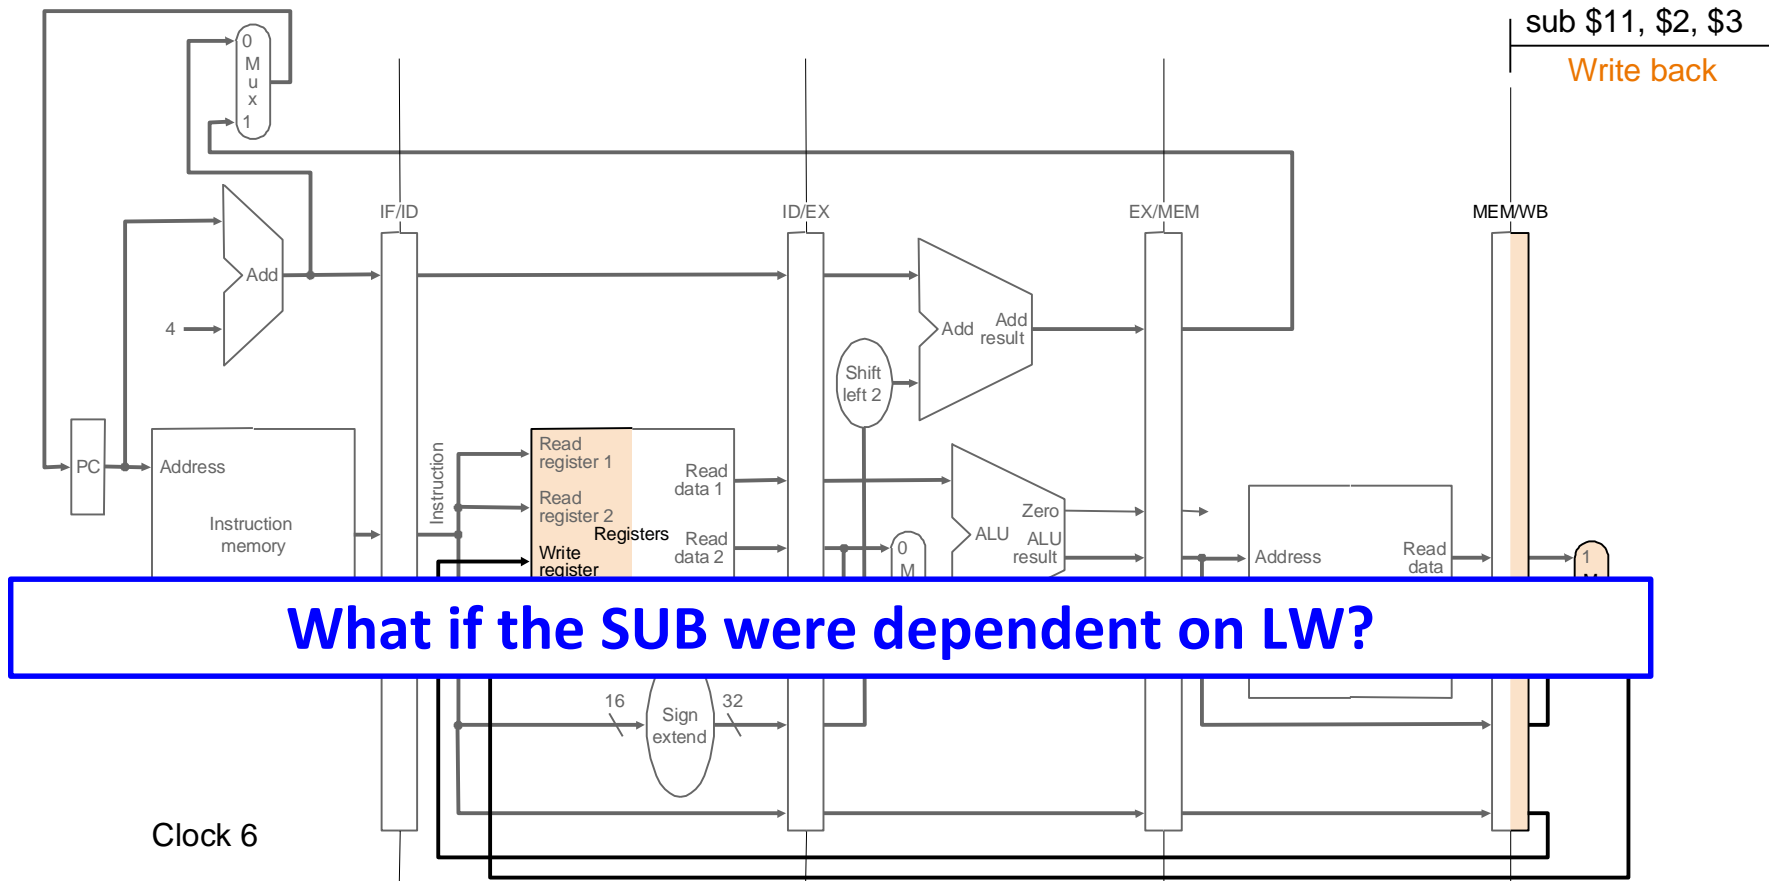 sub $11, $2, $3
Write back
0
M
u
x
1
IF/ID
ID/EX
EX/MEM
MEM/WB
Add
4
Add
Add
result
Shift
left 2
PC
Address
Instruction
memory
Instruction
Read
register 1
Read
register 2
Registers
Write
register
Read
data 1
Read
data 2
0
M
Zero
ALU
ALU
result
Address
Read
data
1
What if the SUB were dependent on LW?
16
Sign
extend
32
Clock 6